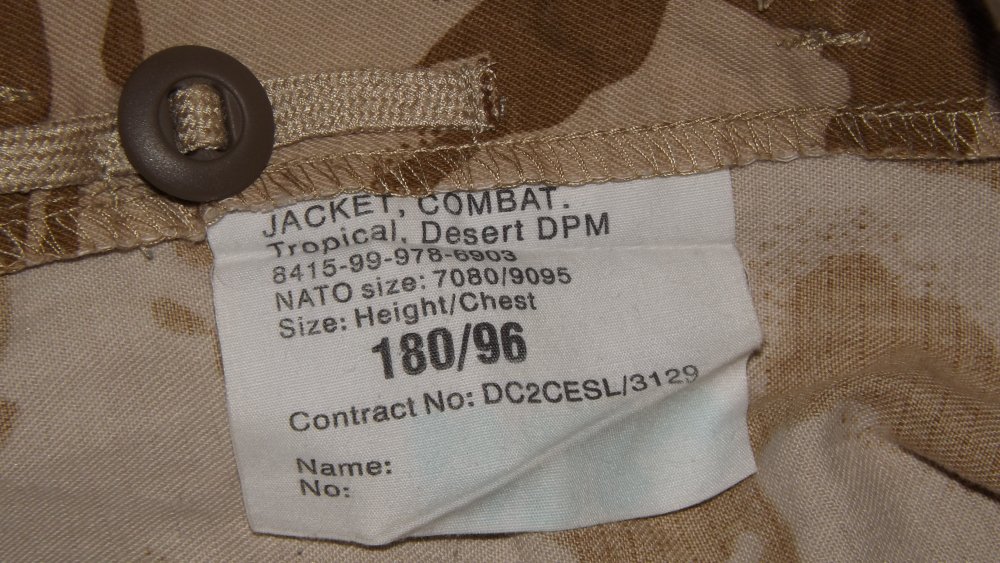 JACKET, COMBAT.
Tropical, Desert DPM
8415-99-978-6903
NATO size: 7080/9095
Size: Height/Chest
180/96
Contract No: DC2CESL/3129
Name:
No: